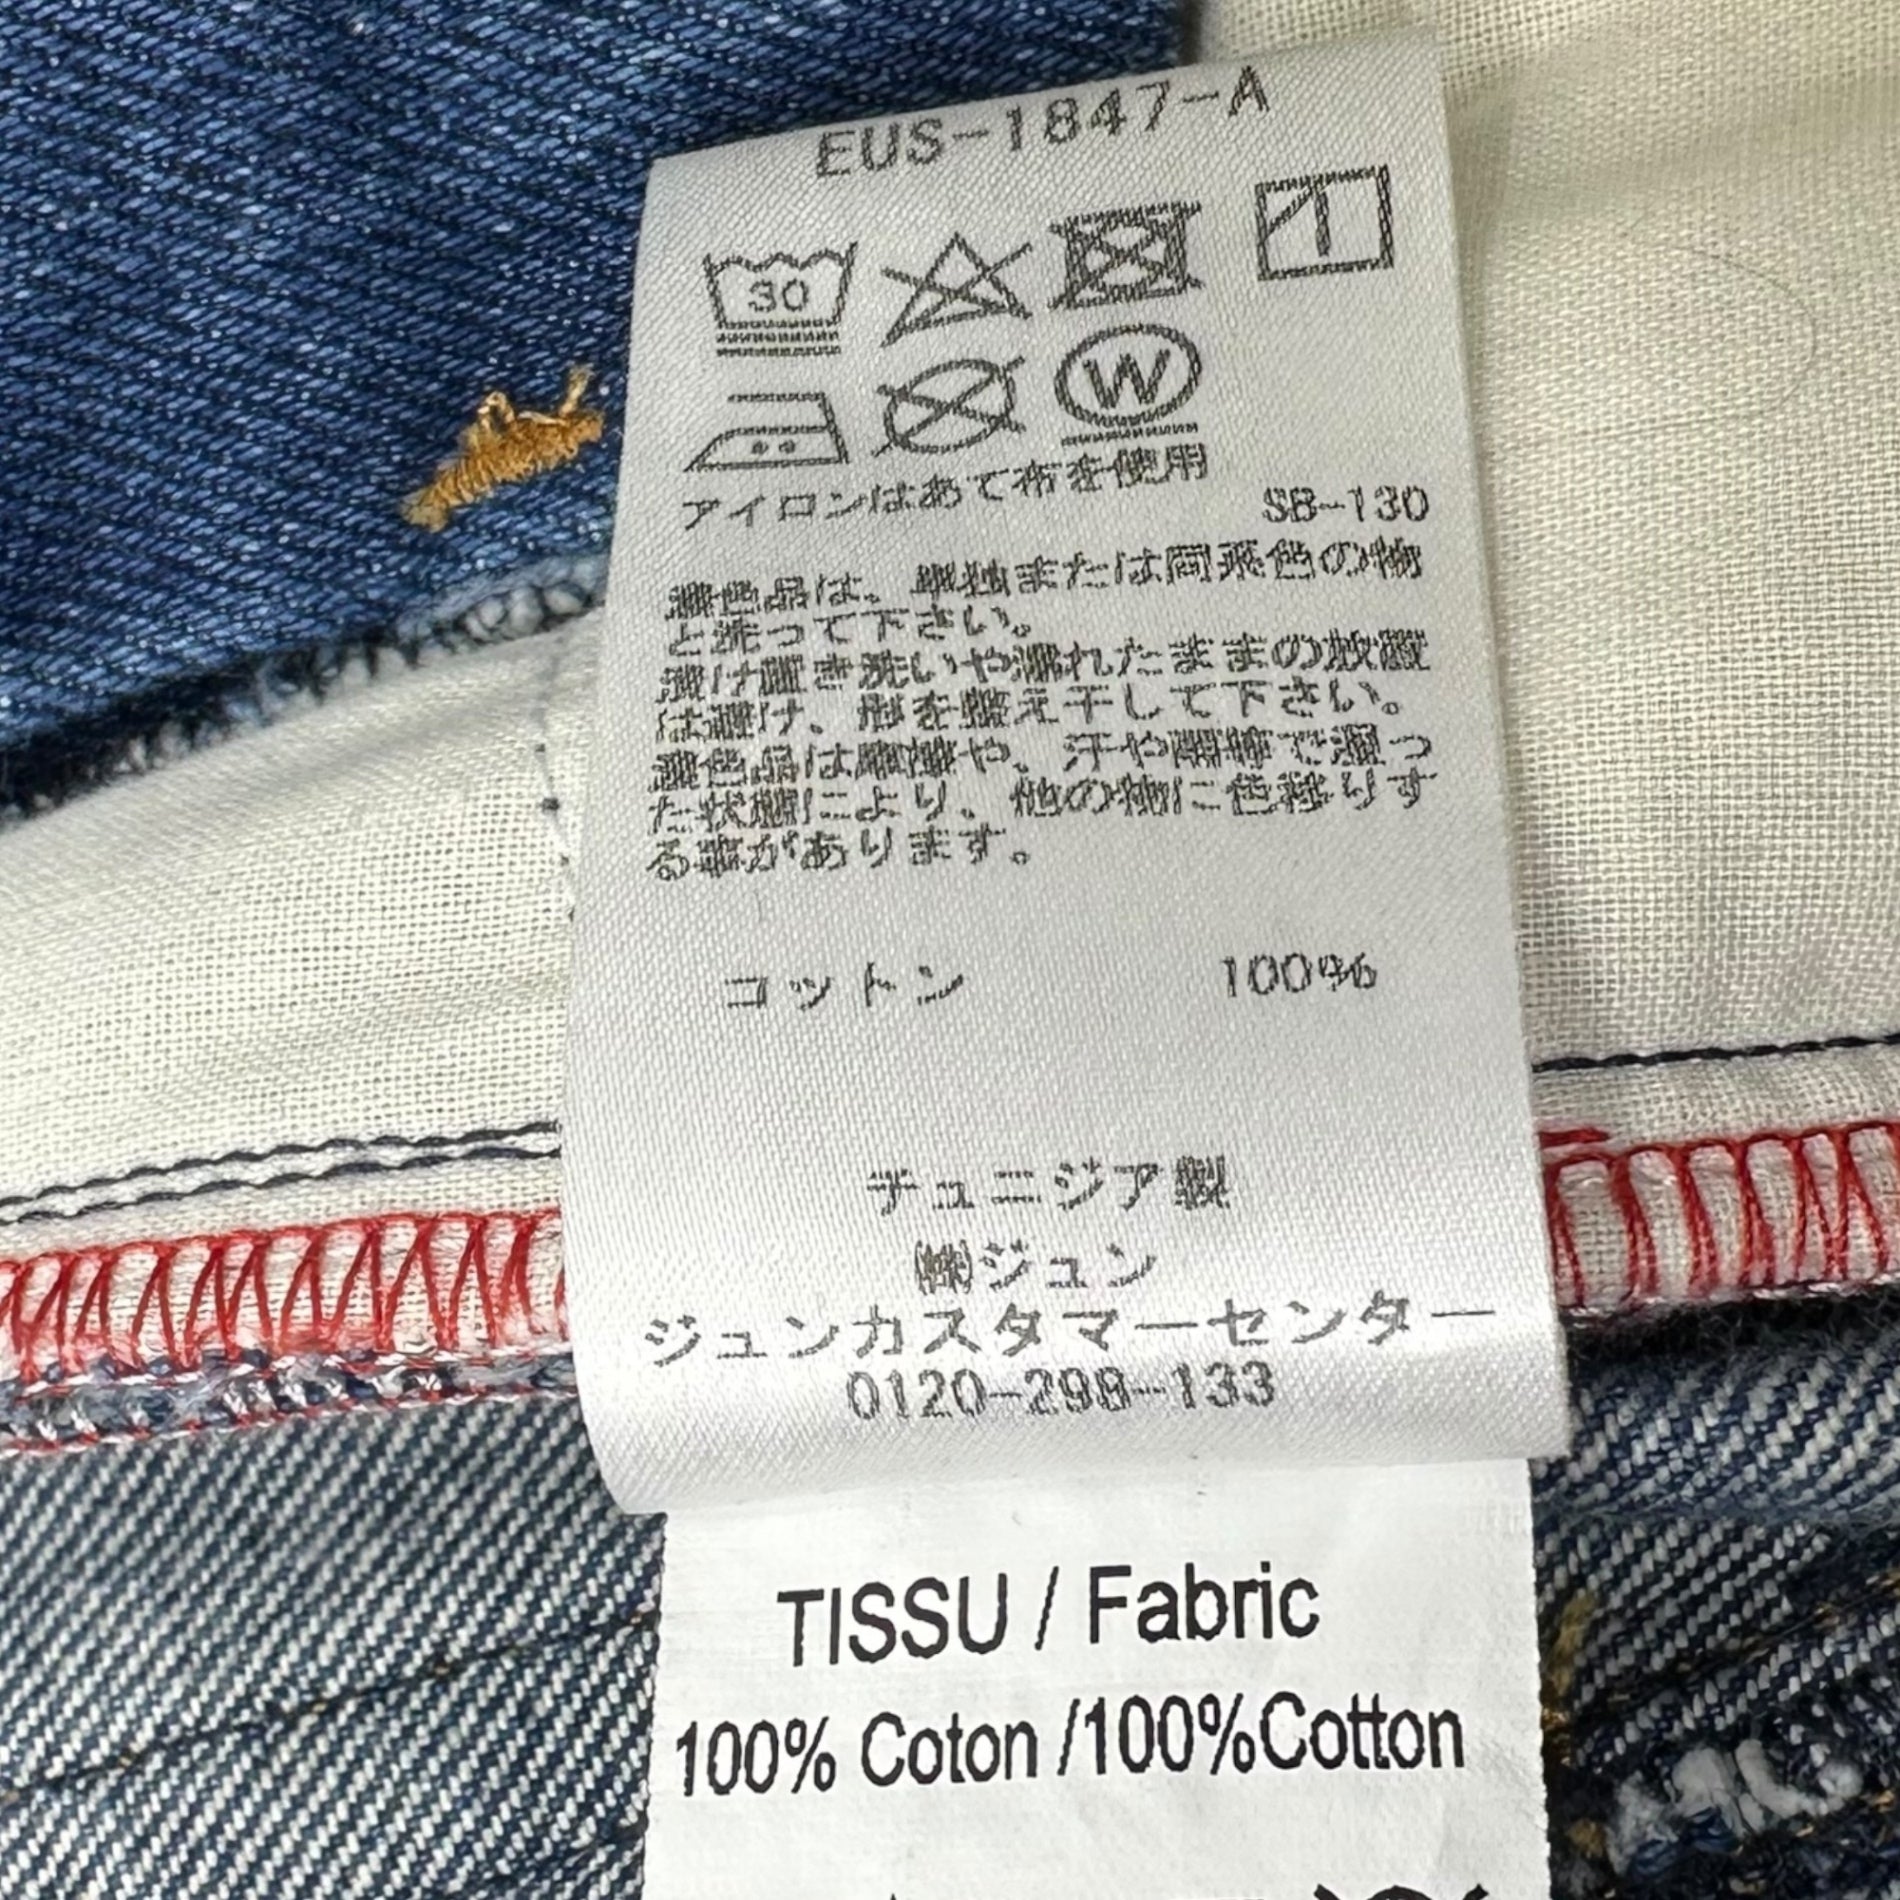 EUS-1847-A
30
W
アイロンはあて布を使用
SB-130
濃色品は、単独または同系色の物
と洗って下さい。
漬け置き洗いや濡れたままの放置
は避け、形を整え干して下さい。
濃色品は摩擦や、汗や雨等で湿っ
た状態により、他の物に色移りす
る事があります。
コットン 100%
チュニジア製
㈱ジュン
ジュンカスタマーセンター
0120-298-133
TISSU / Fabric
100% Coton /100%Cotton